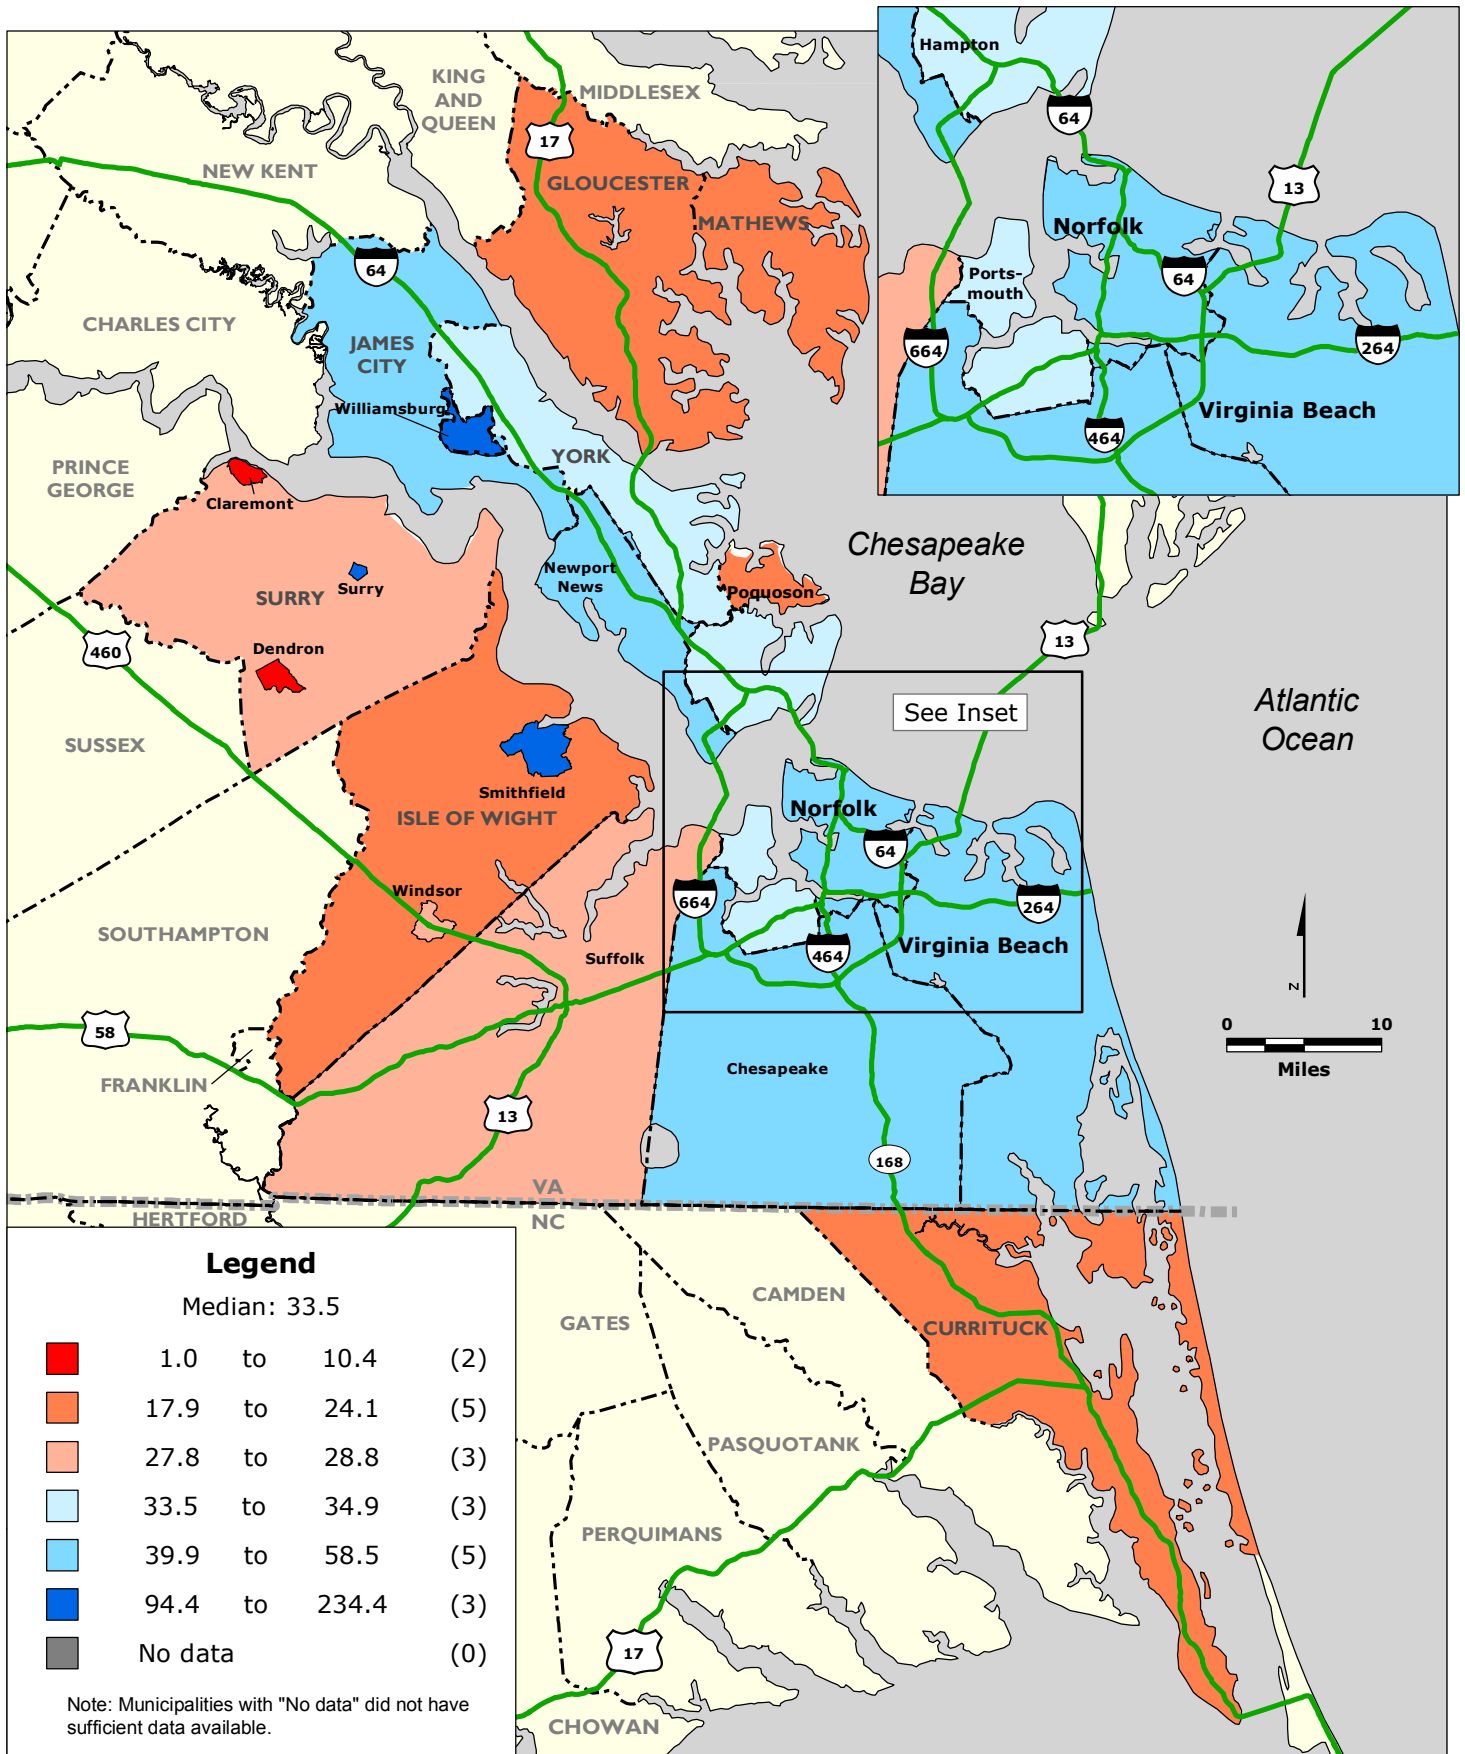 Hampton
64
13
Norfolk
64
Ports-
mouth
664
264
Virginia Beach
464
KING
AND
QUEEN
MIDDLESEX
17
NEW KENT
GLOUCESTER
MATHEWS
64
CHARLES CITY
JAMES
CITY
Williamsburg
YORK
PRINCE
GEORGE
Claremont
Chesapeake
Bay
Newport
News
Surry
SURRY
Poquoson
460
Dendron
13
Atlantic
Ocean
See Inset
SUSSEX
Smithfield
ISLE OF WIGHT
Norfolk
64
Windsor
664
264
SOUTHAMPTON
Suffolk
464
Virginia Beach
N
58
0 10
Miles
FRANKLIN
Chesapeake
13
168
VA
NC
HERTFORD
CAMDEN
GATES
CURRITUCK
PASQUOTANK
PERQUIMANS
17
CHOWAN
Legend
Median: 33.5
1.0 to 10.4 (2)
17.9 to 24.1 (5)
27.8 to 28.8 (3)
33.5 to 34.9 (3)
39.9 to 58.5 (5)
94.4 to 234.4 (3)
No data (0)
Note: Municipalities with "No data" did not have
sufficient data available.